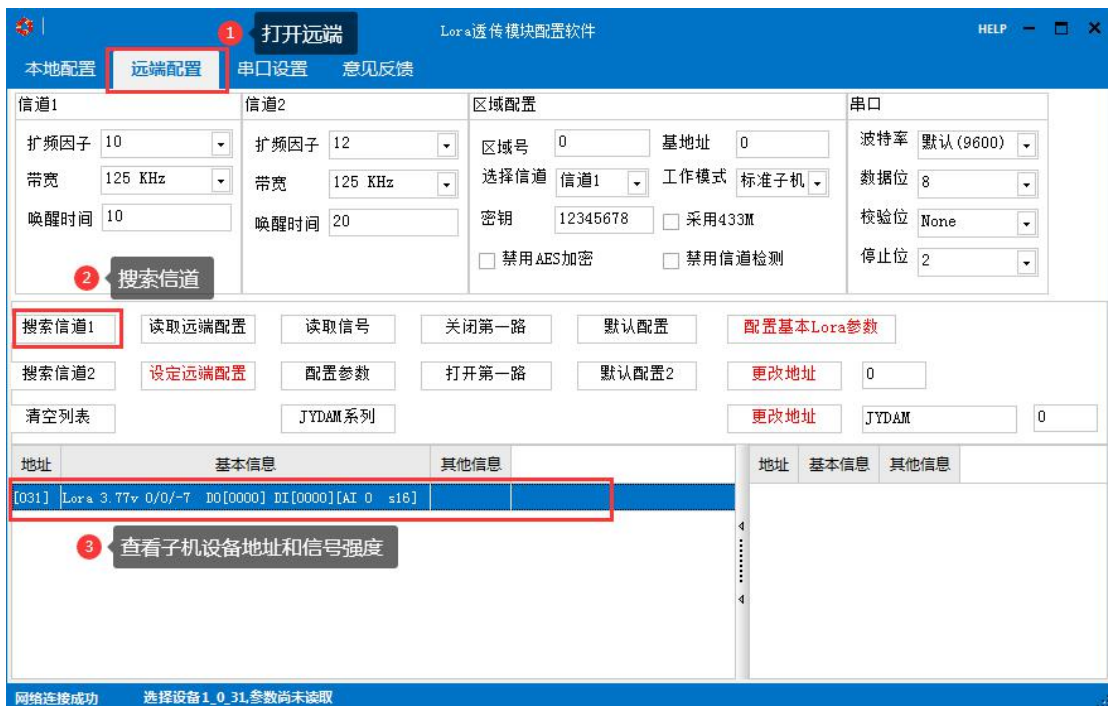 1 打开远端
Lora透传模块配置软件
HELP
本地配置 远端配置 串口设置 意见反馈
信道1 信道2 区域配置 串口
扩频因子 10 扩频因子 12 区域号 0 基地址 0 波特率 默认(9600)
带宽 125 KHz 带宽 125 KHz 选择信道 信道1 工作模式 标准子机 数据位 8
唤醒时间 10 唤醒时间 20 密钥 12345678 采用433M 校验位 None
禁用AES加密 禁用信道检测 停止位 2
2 搜索信道
搜索信道1 读取远端配置 读取信号 关闭第一路 默认配置 配置基本Lora参数
搜索信道2 设定远端配置 配置参数 打开第一路 默认配置2 更改地址 0
清空列表 JYDAM系列 更改地址 JYDAM 0
地址 基本信息 其他信息 地址 基本信息 其他信息
[031] Lora 3.77v 0/0/-7 DO[0000] DI[0000][AI 0 s16]
3 查看子机设备地址和信号强度
网络连接成功 选择设备1_0_31,参数尚未读取